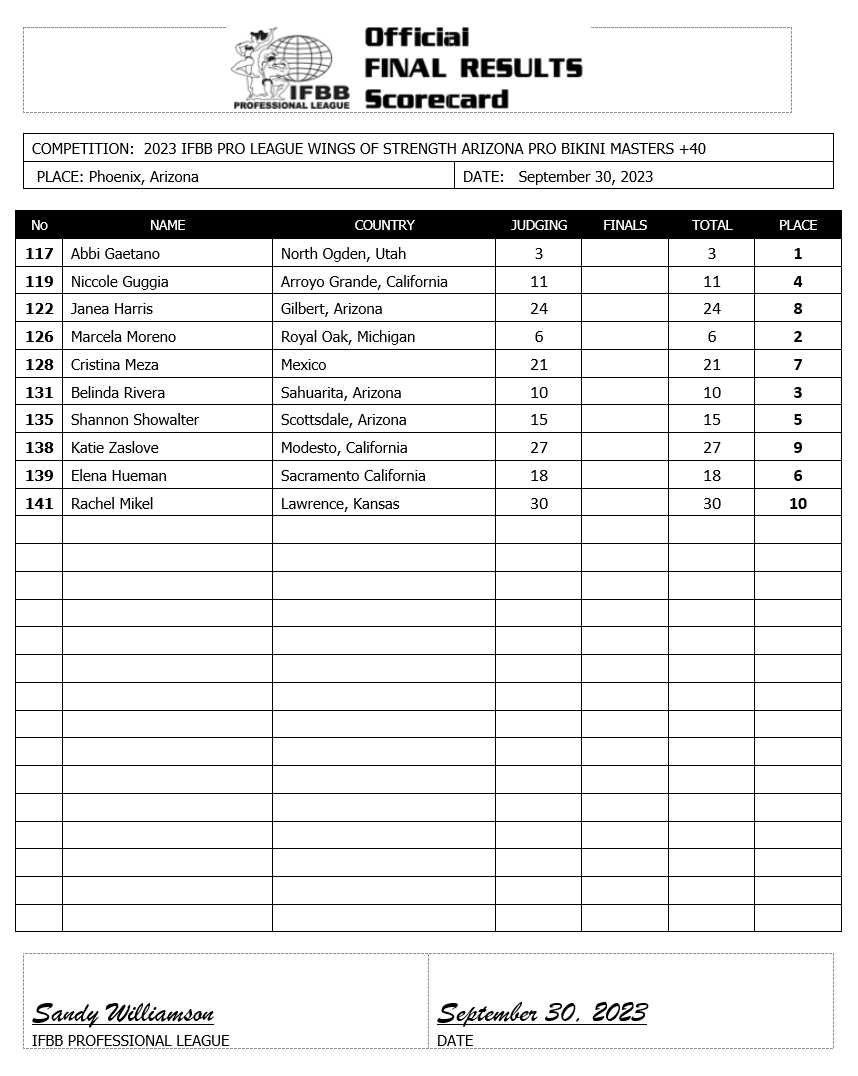 Official
FINAL RESULTS
Scorecard
IFBB
PROFESSIONAL LEAGUE
COMPETITION: 2023 IFBB PRO LEAGUE WINGS OF STRENGTH ARIZONA PRO BIKINI MASTERS +40
PLACE: Phoenix, Arizona DATE: September 30, 2023
No NAME COUNTRY JUDGING FINALS TOTAL PLACE
117 Abbi Gaetano North Ogden, Utah 3 3 1
119 Niccole Guggia Arroyo Grande, California 11 11 4
122 Janea Harris Gilbert, Arizona 24 24 8
126 Marcela Moreno Royal Oak, Michigan 6 6 2
128 Cristina Meza Mexico 21 21 7
131 Belinda Rivera Sahuarita, Arizona 10 10 3
135 Shannon Showalter Scottsdale, Arizona 15 15 5
138 Katie Zaslove Modesto, California 27 27 9
139 Elena Hueman Sacramento California 18 18 6
141 Rachel Mikel Lawrence, Kansas 30 30 10
Sandy Williamson September 30, 2023
IFBB PROFESSIONAL LEAGUE DATE